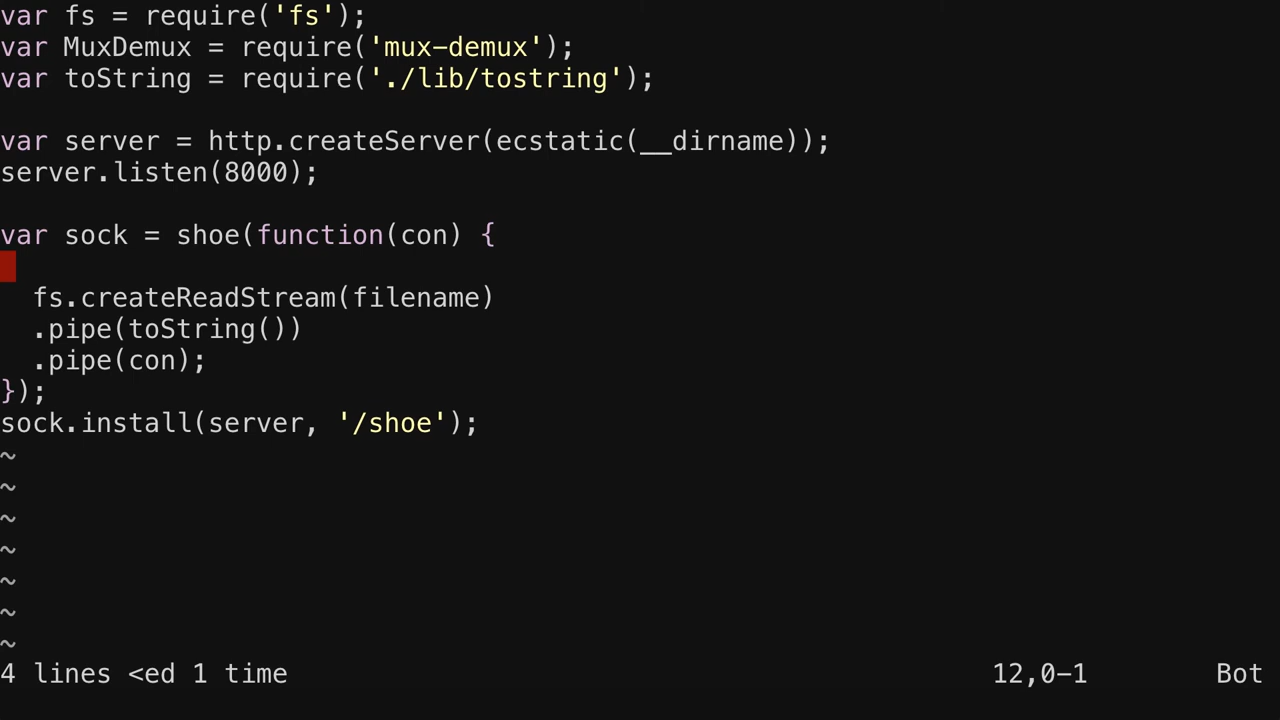 var fs = require('fs');
var MuxDemux = require('mux-demux');
var toString = require('./lib/tostring');

var server = http.createServer(ecstatic(__dirname));
server.listen(8000);

var sock = shoe(function(con) {

  fs.createReadStream(filename)
  .pipe(toString())
  .pipe(con);
});
sock.install(server, '/shoe');
~
~
~
~
~
~
~
4 lines <ed 1 time 12,0-1 Bot